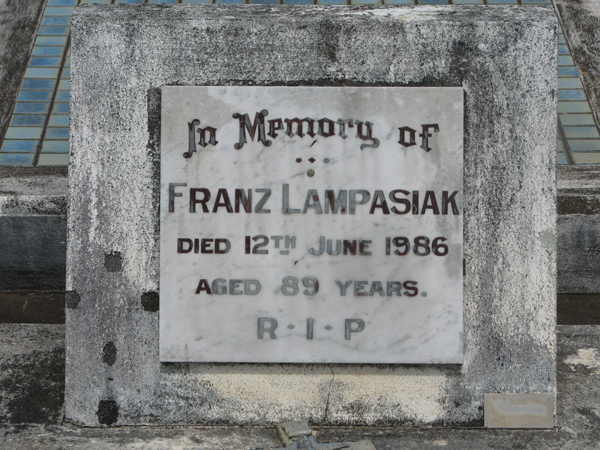 In Memory of
FRANZ LAMPASIAK
DIED 12TH JUNE 1986
AGED 89 YEARS.
R·I·P